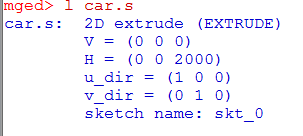 mged> l car.s
car.s:  2D extrude (EXTRUDE)
V = (0 0 0)
H = (0 0 2000)
u_dir = (1 0 0)
v_dir = (0 1 0)
sketch name: skt_0